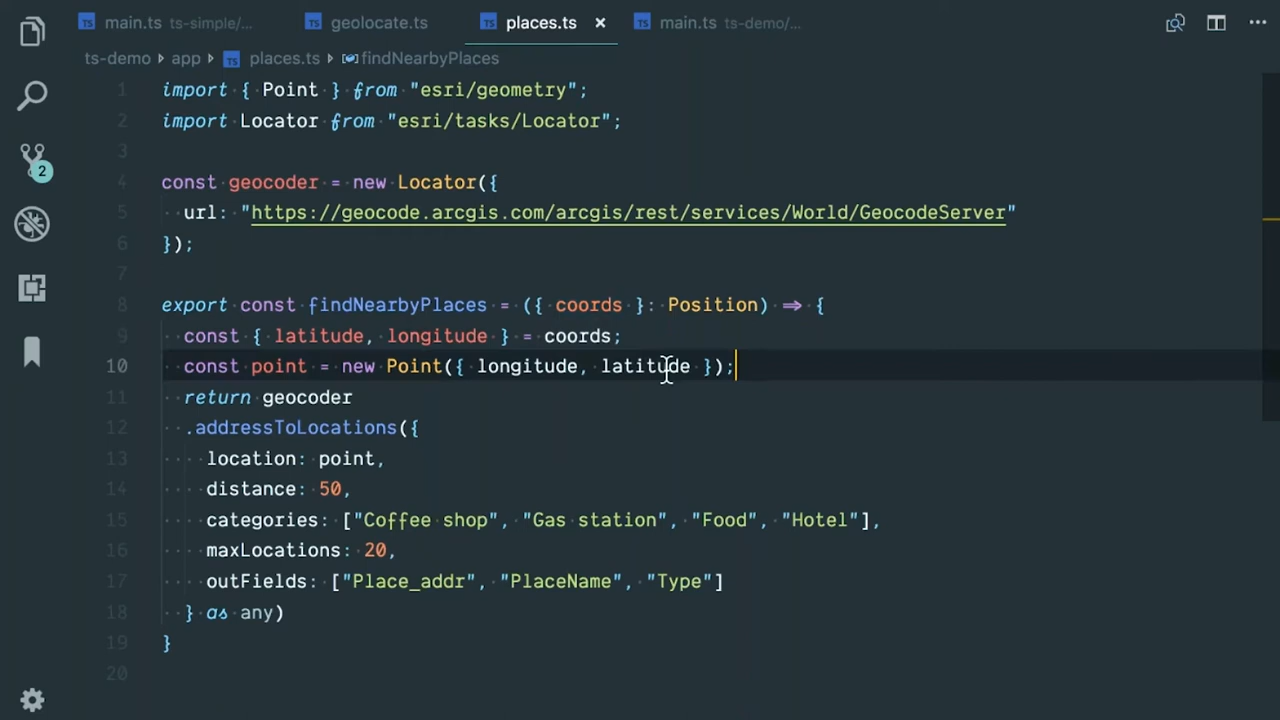 TS main.ts ts-simple/... TS geolocate.ts TS places.ts × TS main.ts ts-demo/... ...
ts-demo app TS places.ts findNearbyPlaces
1 import { Point } from "esri/geometry";
2 import Locator from "esri/tasks/Locator";
3
4 const geocoder = new Locator({
5 url: "https://geocode.arcgis.com/arcgis/rest/services/World/GeocodeServer"
6 });
7
8 export const findNearbyPlaces = ({ coords }: Position) => {
9 const { latitude, longitude } = coords;
10 const point = new Point({ longitude, latitude });
11 return geocoder
12 .addressToLocations({
13 location: point,
14 distance: 50,
15 categories: ["Coffee shop", "Gas station", "Food", "Hotel"],
16 maxLocations: 20,
17 outFields: ["Place_addr", "PlaceName", "Type"]
18 } as any)
19 }
20
2